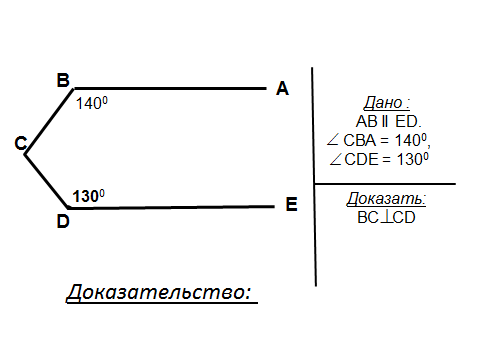 B
A
140⁰
C
130⁰
D
E
Дано :
AB ॥ ED.
∠ CBA = 140⁰,
∠ CDE = 130⁰
Доказать:
BC⊥CD
Доказательство: